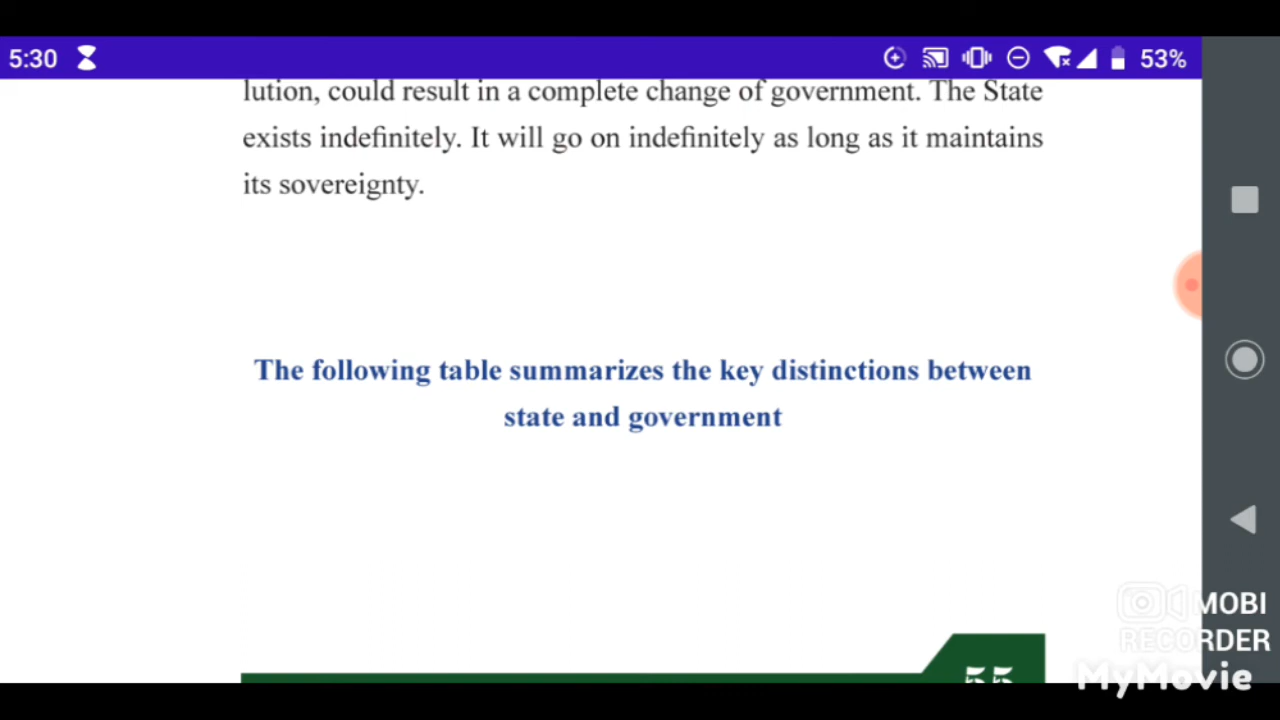 5:30 53%
lution, could result in a complete change of government. The State
exists indefinitely. It will go on indefinitely as long as it maintains
its sovereignty.
The following table summarizes the key distinctions between
state and government
55
MOBI
RECORDER
MyMovie